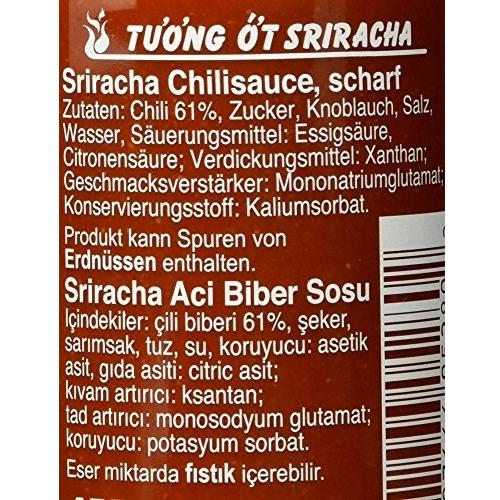 TƯƠNG ỚT SRIRACHA
Sriracha Chilisauce, scharf
Zutaten: Chili 61%, Zucker, Knoblauch, Salz,
Wasser, Säuerungsmittel: Essigsäure,
Citronensäure; Verdickungsmittel: Xanthan;
Geschmacksverstärker: Mononatriumglutamat;
Konservierungsstoff: Kaliumsorbat.
Produkt kann Spuren von
Erdnüssen enthalten.
Sriracha Aci Biber Sosu
Içindekiler: çili biberi 61%, şeker,
sarımsak, tuz, su, koruyucu: asetik
asit, gıda asiti: citric asit;
kıvam artırıcı: ksantan;
tad artırıcı: monosodyum glutamat;
koruyucu: potasyum sorbat.
Eser miktarda fıstık içerebilir.